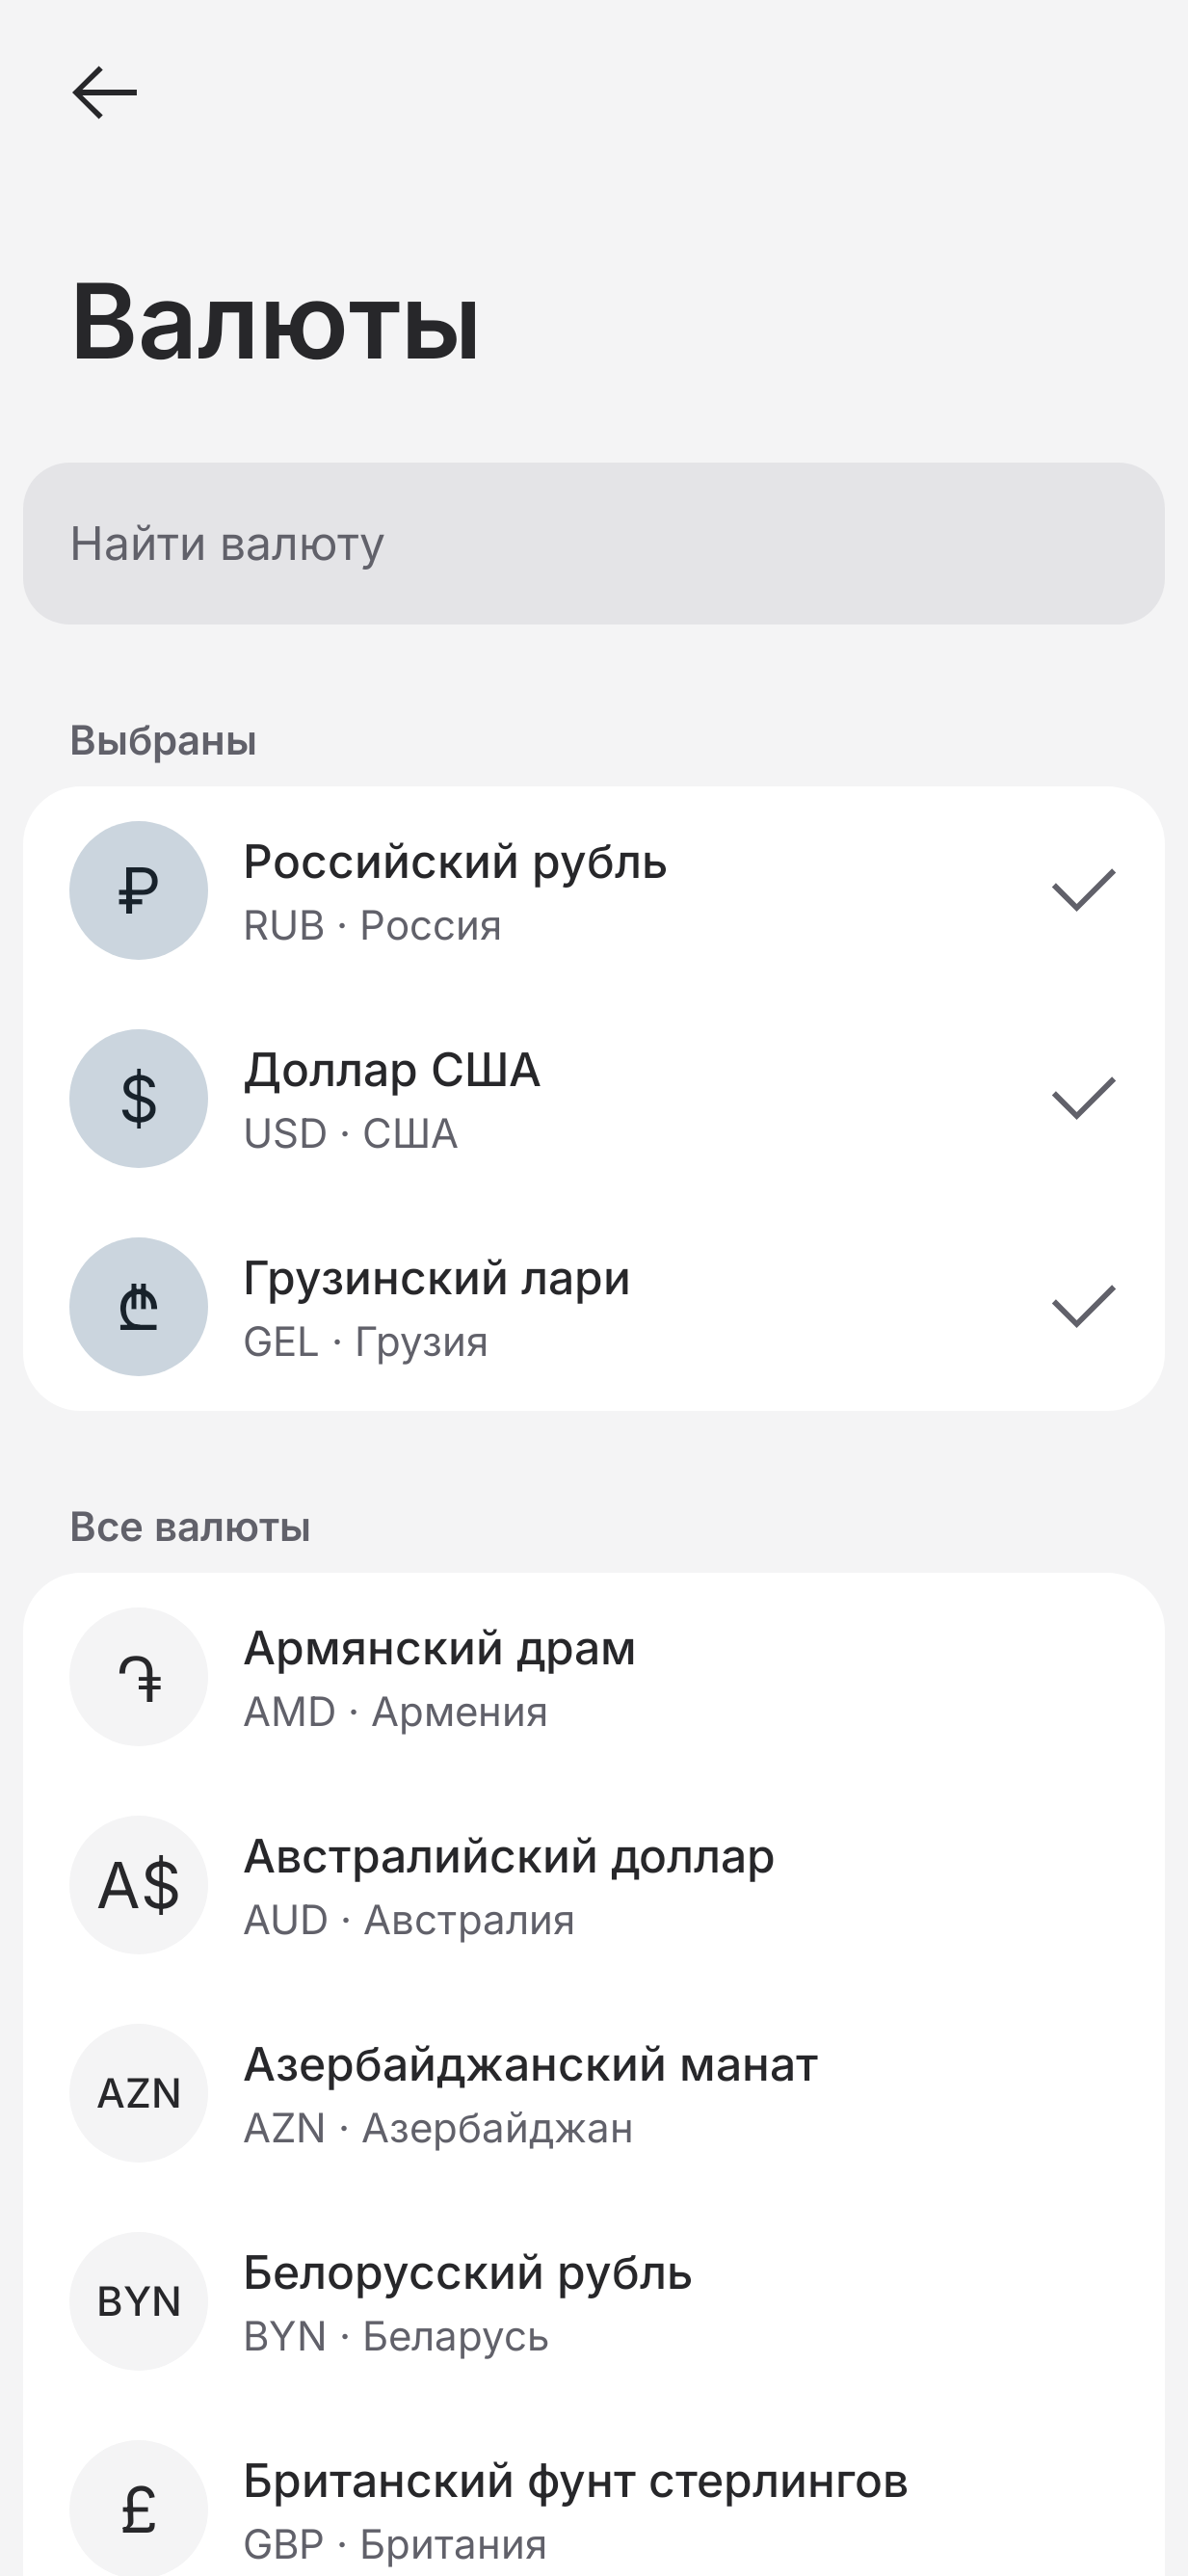 Валюты
Найти валюту
Выбраны
₽
Российский рубль
RUB · Россия
$
Доллар США
USD · США
₾
Грузинский лари
GEL · Грузия
Все валюты
֏
Армянский драм
AMD · Армения
A$
Австралийский доллар
AUD · Австралия
AZN
Азербайджанский манат
AZN · Азербайджан
BYN
Белорусский рубль
BYN · Беларусь
£
Британский фунт стерлингов
GBP · Британия